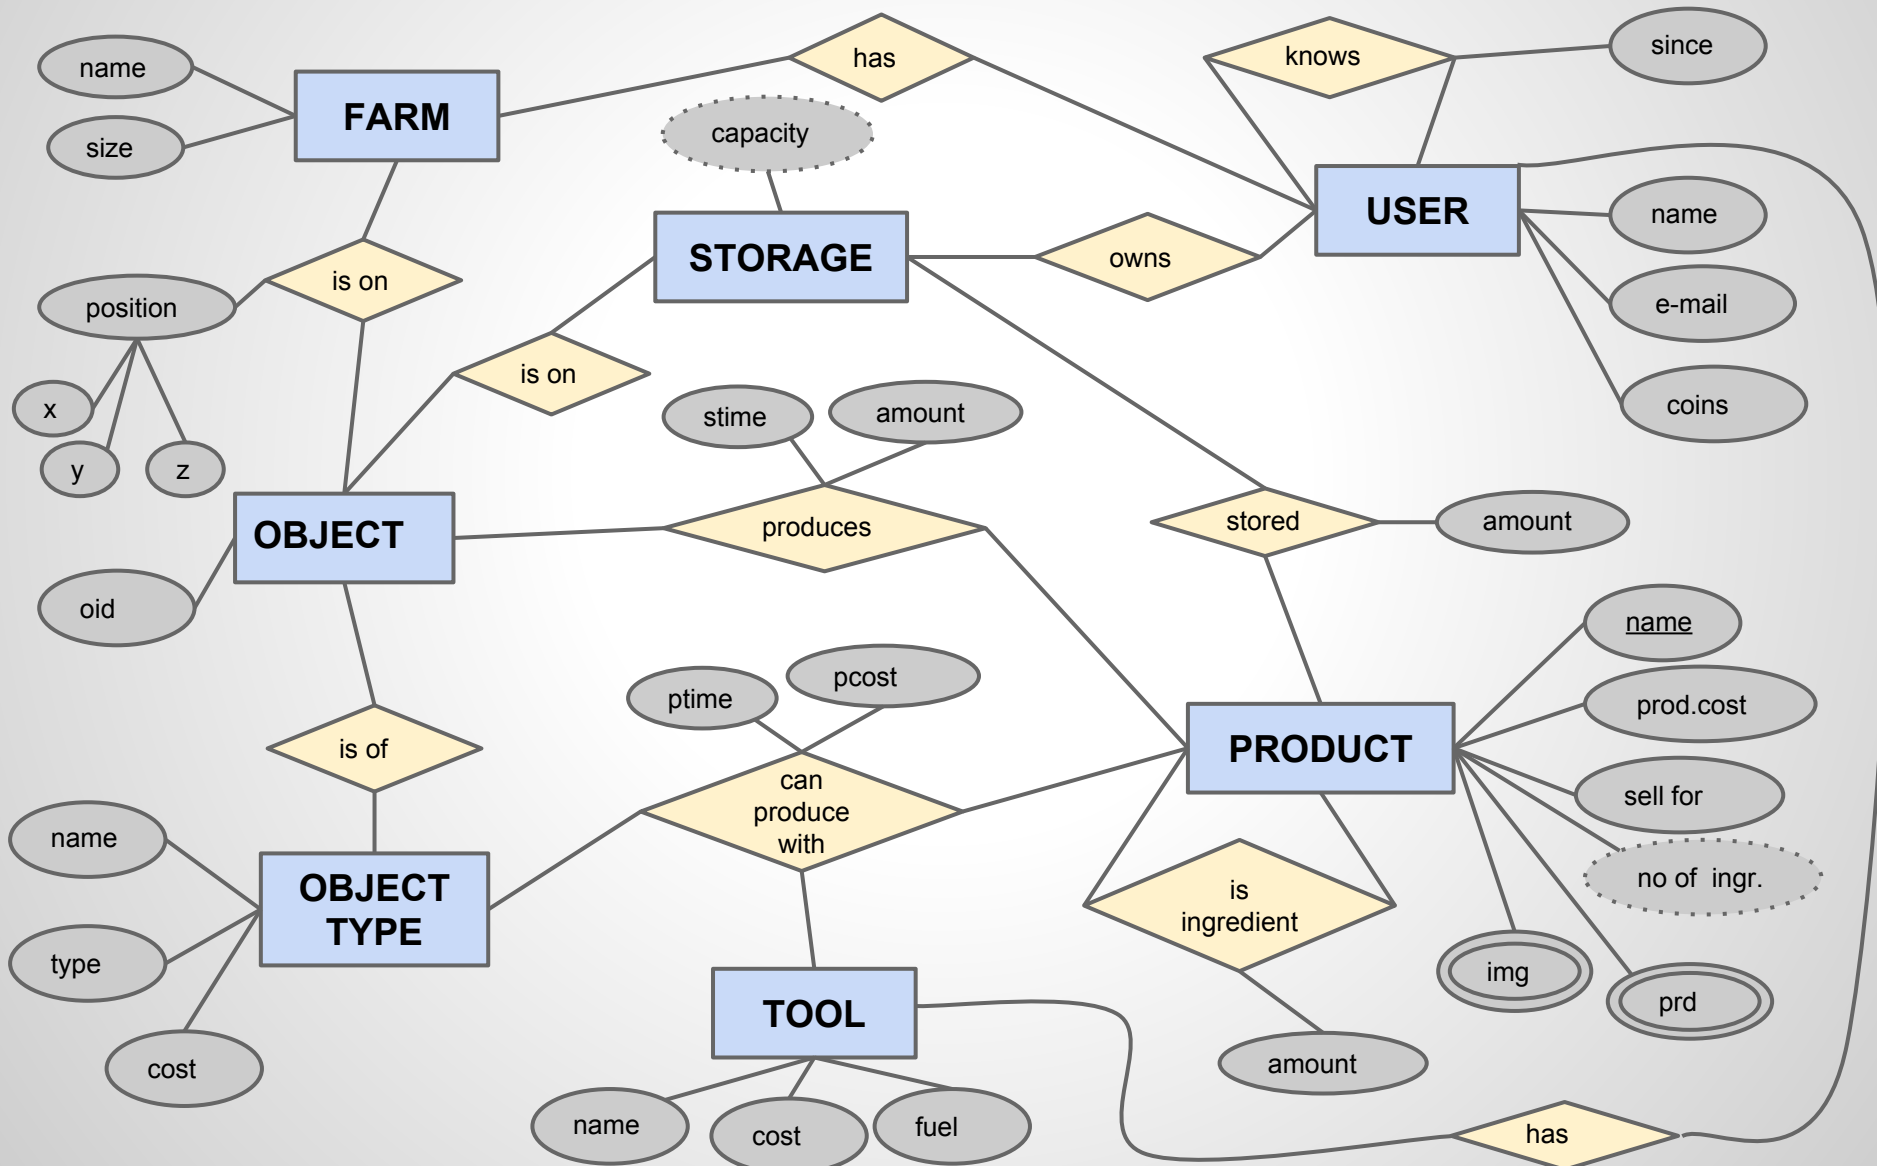 name
FARM
size
has
knows
since
capacity
STORAGE
owns
USER
name
e-mail
coins
position
is on
x
y
z
is on
stime
amount
OBJECT
produces
stored
amount
oid
name
ptime
pcost
prod.cost
is of
can
produce
with
PRODUCT
sell for
no of  ingr.
name
OBJECT
TYPE
is
ingredient
type
img
prd
TOOL
cost
amount
name
cost
fuel
has